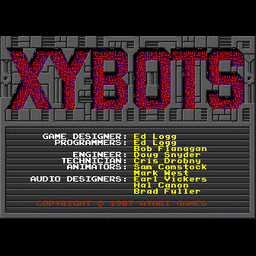 XYBOTS
GAME DESIGNER: Ed Logg
PROGRAMMERS: Ed Logg
Bob Flanagan
ENGINEER: Doug Snyder
TECHNICIAN: Cris Drobny
ANIMATORS: Sam Comstock
Mark West
AUDIO DESIGNERS: Earl Vickers
Hal Canon
Brad Fuller
COPYRIGHT © 1987 ATARI GAMES